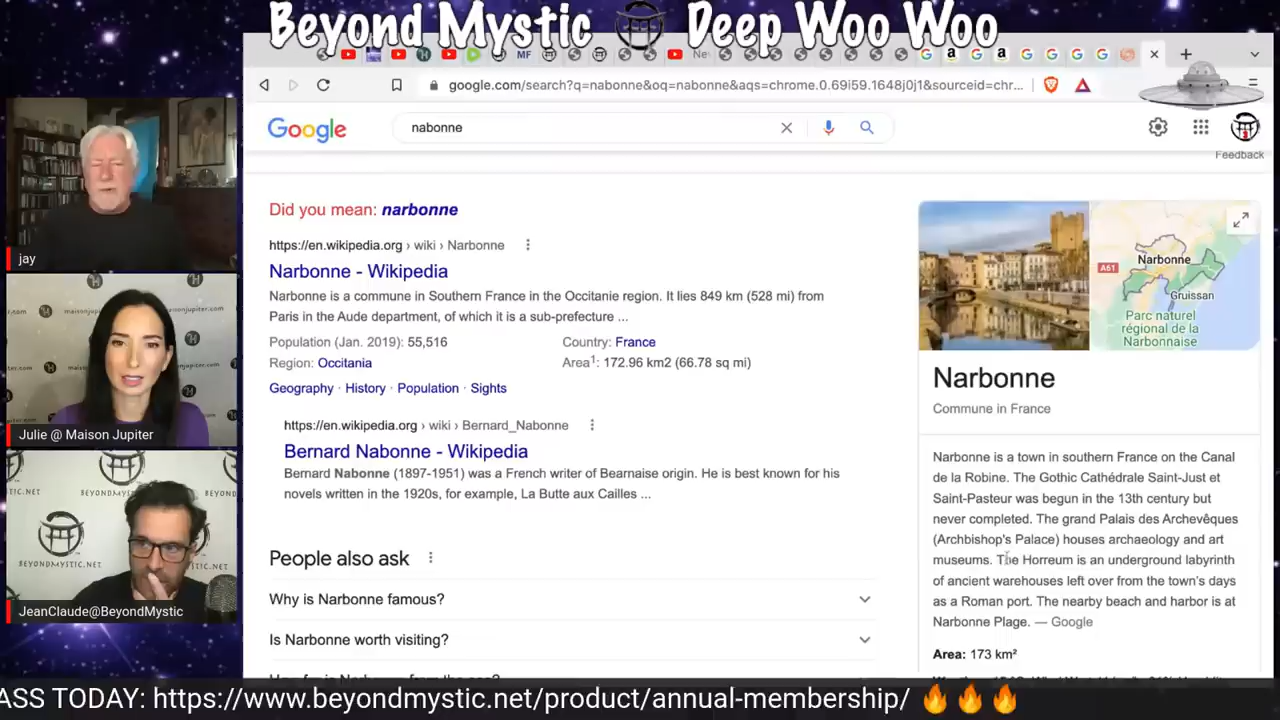 Beyond Mystic Deep Woo Woo
MF
google.com/search?q=nabonne&oq=nabonne&aqs=chrome.0.69i59.1648j0j1&sourceid=chr...
Google
nabonne
Feedback
Did you mean: narbonne
https://en.wikipedia.org › wiki › Narbonne
Narbonne - Wikipedia
Narbonne is a commune in Southern France in the Occitanie region. It lies 849 km (528 mi) from
Paris in the Aude department, of which it is a sub-prefecture ...
Population (Jan. 2019): 55,516
Country: France
Region: Occitania
Area1: 172.96 km2 (66.78 sq mi)
Geography · History · Population · Sights
https://en.wikipedia.org › wiki › Bernard_Nabonne
Bernard Nabonne - Wikipedia
Bernard Nabonne (1897-1951) was a French writer of Bearnaise origin. He is best known for his
novels written in the 1920s, for example, La Butte aux Cailles ...
People also ask
Why is Narbonne famous?
Is Narbonne worth visiting?
A61
Narbonne
Gruissan
Parc naturel
régional de la
Narbonnaise
Narbonne
Commune in France
Narbonne is a town in southern France on the Canal
de la Robine. The Gothic Cathédrale Saint-Just et
Saint-Pasteur was begun in the 13th century but
never completed. The grand Palais des Archevêques
(Archbishop's Palace) houses archaeology and art
museums. The Horreum is an underground labyrinth
of ancient warehouses left over from the town's days
as a Roman port. The nearby beach and harbor is at
Narbonne Plage. — Google
Area: 173 km²
jay
maisonjupiter.com
Julie @ Maison Jupiter
BEYONDMYSTIC.NET
JeanClaude@BeyondMystic
ASS TODAY: https://www.beyondmystic.net/product/annual-membership/ 🔥🔥🔥